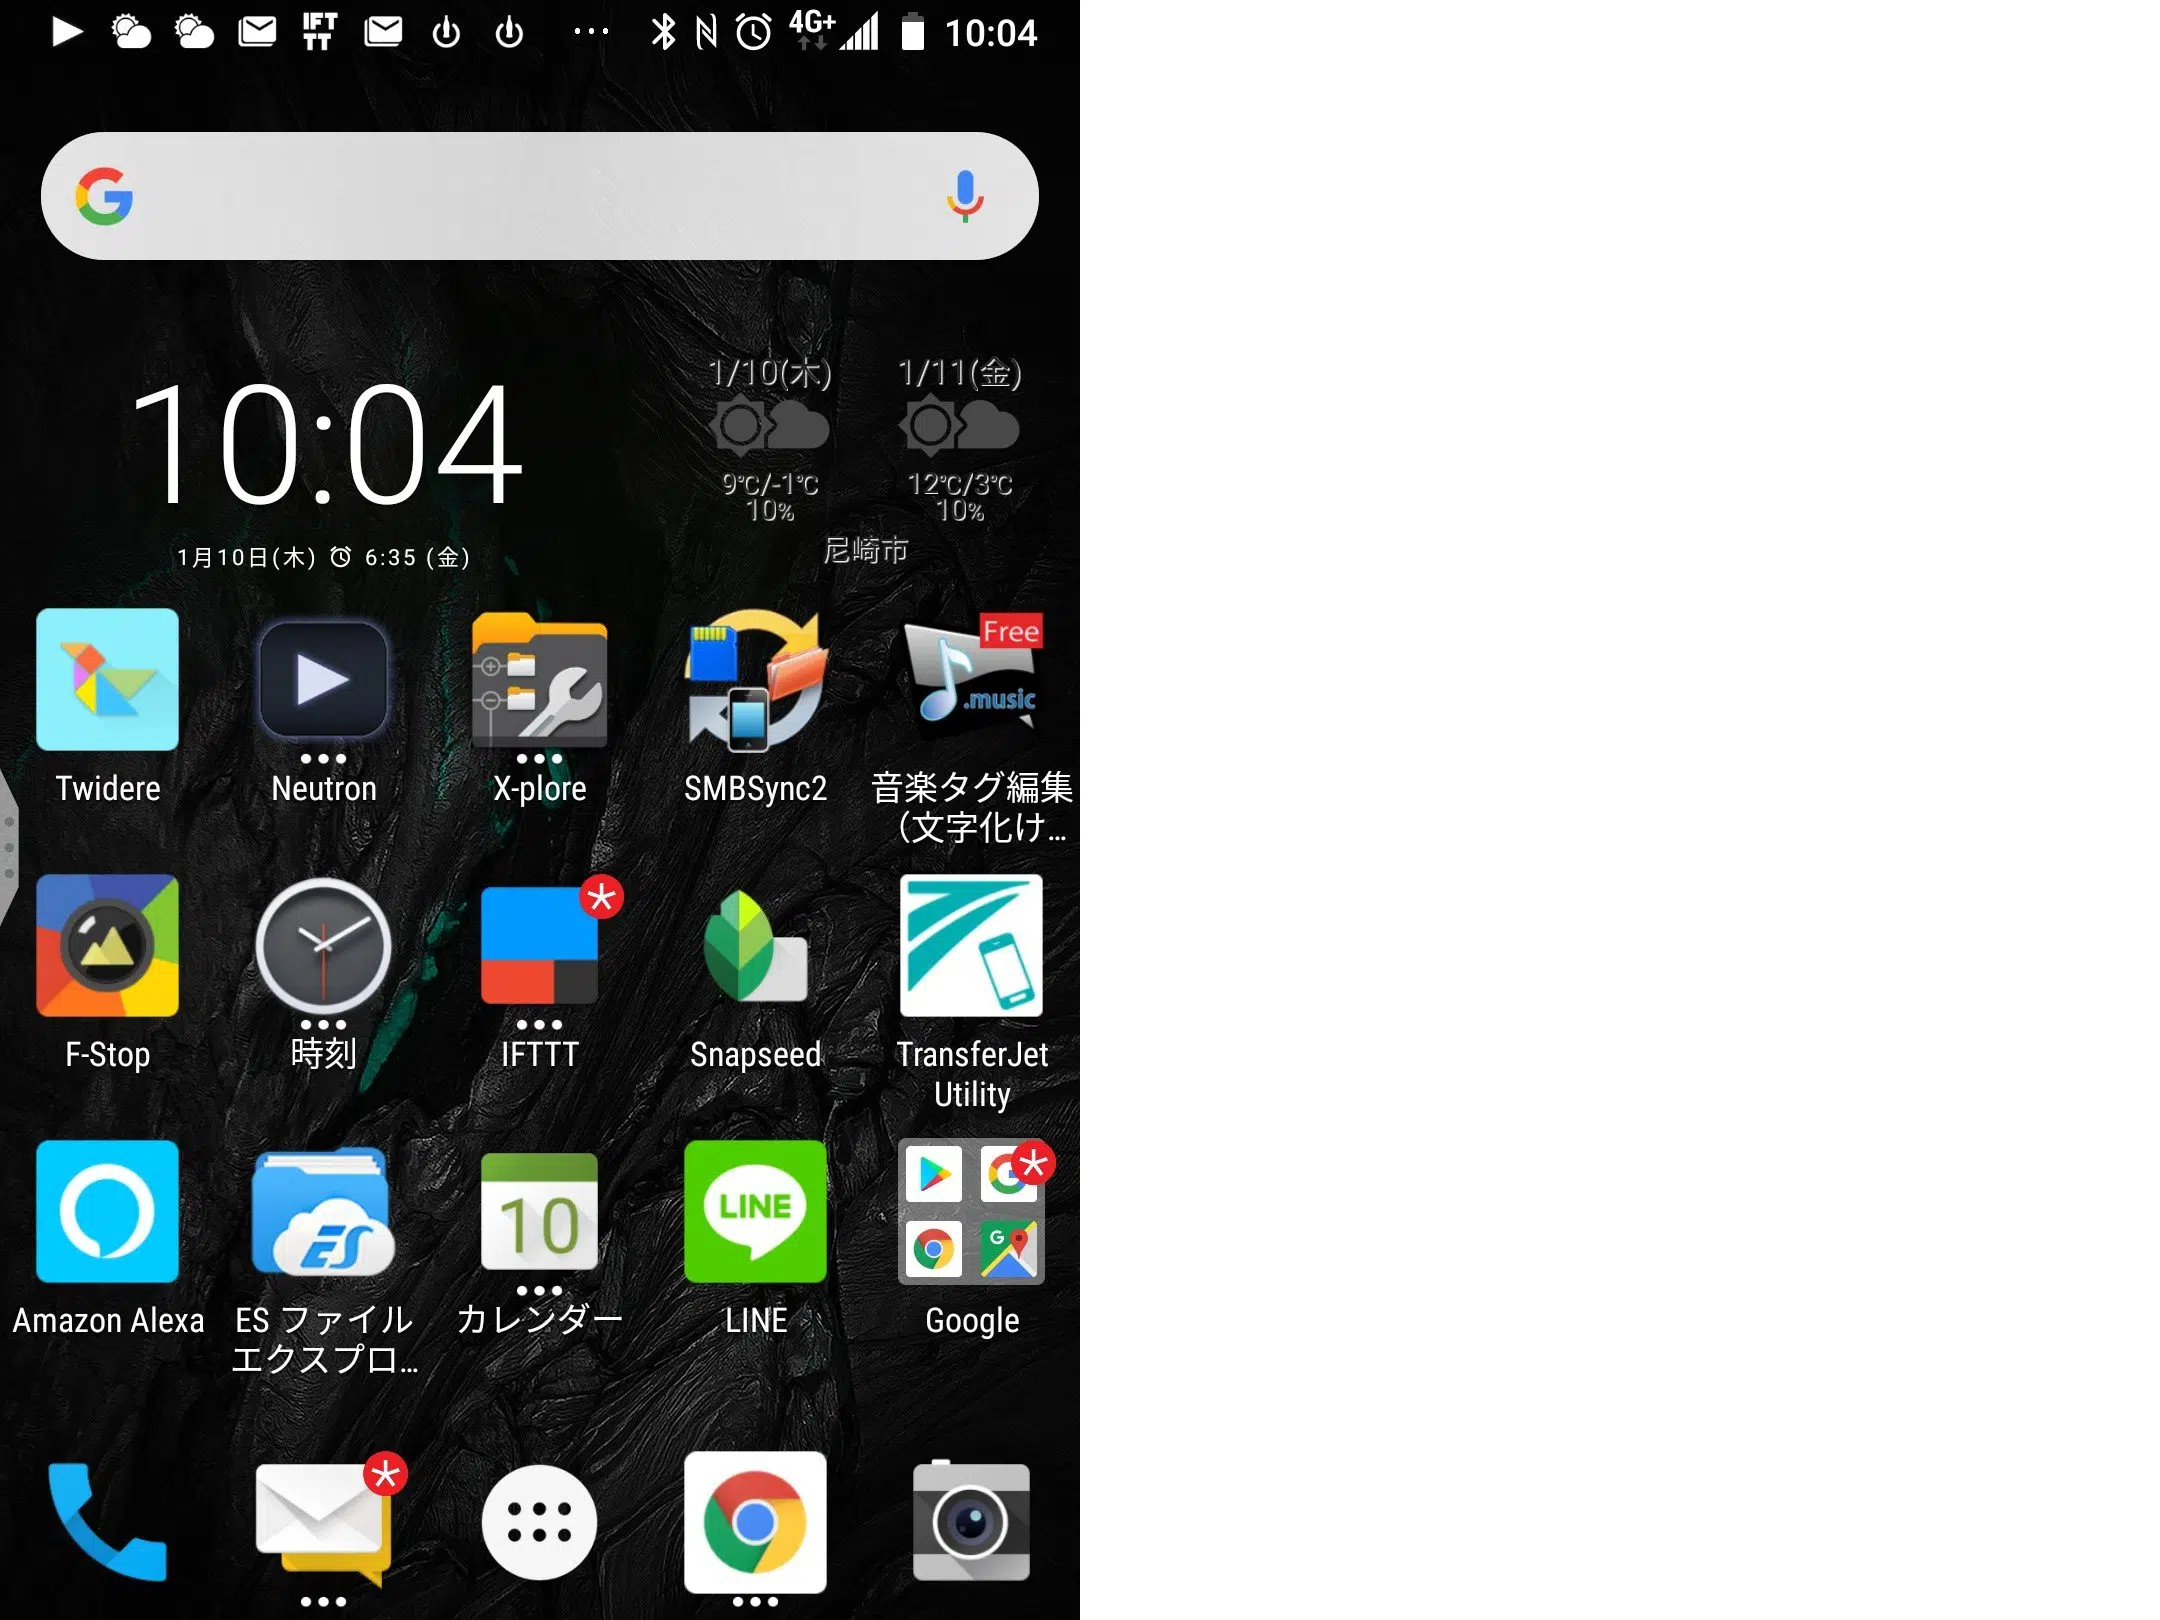 IFTTT 4G+ 10:04
10:04
1月10日(木) 6:35 (金)
1/10(木) 1/11(金)
9℃/-1℃ 12℃/3℃
10% 10%
尼崎市
Free
.music
Twidere Neutron X-plore SMBSync2 音楽タグ編集
（文字化け…
F-Stop 時刻 IFTTT Snapseed TransferJet
Utility
ES 10 LINE G
Amazon Alexa ES ファイル カレンダー LINE Google
エクスプロ…